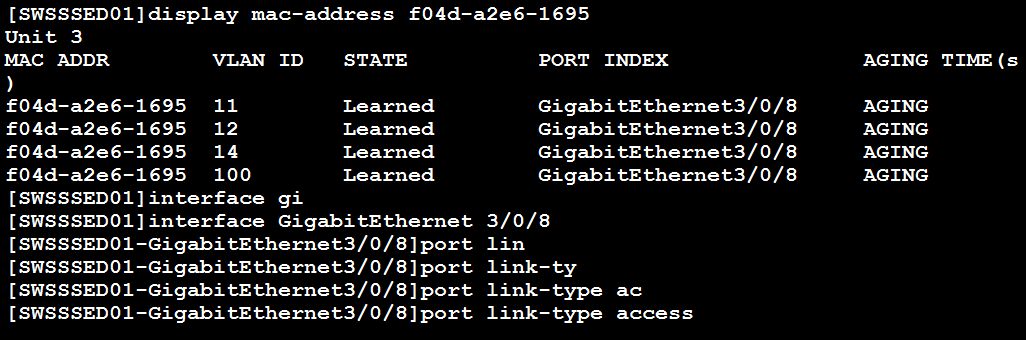 [SWSSSED01]display mac-address f04d-a2e6-1695
Unit 3
MAC ADDR VLAN ID STATE PORT INDEX AGING TIME(s
)
f04d-a2e6-1695 11 Learned GigabitEthernet3/0/8 AGING
f04d-a2e6-1695 12 Learned GigabitEthernet3/0/8 AGING
f04d-a2e6-1695 14 Learned GigabitEthernet3/0/8 AGING
f04d-a2e6-1695 100 Learned GigabitEthernet3/0/8 AGING
[SWSSSED01]interface gi
[SWSSSED01]interface GigabitEthernet 3/0/8
[SWSSSED01-GigabitEthernet3/0/8]port lin
[SWSSSED01-GigabitEthernet3/0/8]port link-ty
[SWSSSED01-GigabitEthernet3/0/8]port link-type ac
[SWSSSED01-GigabitEthernet3/0/8]port link-type access